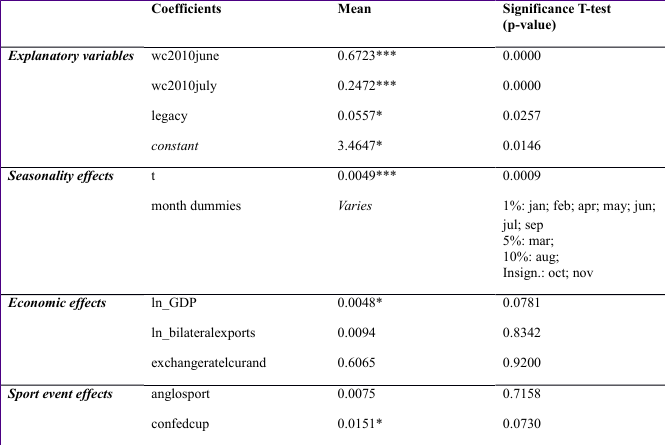 Coefficients Mean Significance T-test
(p-value)
Explanatory variables wc2010june 0.6723*** 0.0000
wc2010july 0.2472*** 0.0000
legacy 0.0557* 0.0257
constant 3.4647* 0.0146
Seasonality effects t 0.0049*** 0.0009
month dummies Varies 1%: jan; feb; apr; may; jun;
jul; sep
5%: mar;
10%: aug;
Insign.: oct; nov
Economic effects ln_GDP 0.0048* 0.0781
ln_bilateralexports 0.0094 0.8342
exchangeratelcurand 0.6065 0.9200
Sport event effects anglosport 0.0075 0.7158
confedcup 0.0151* 0.0730